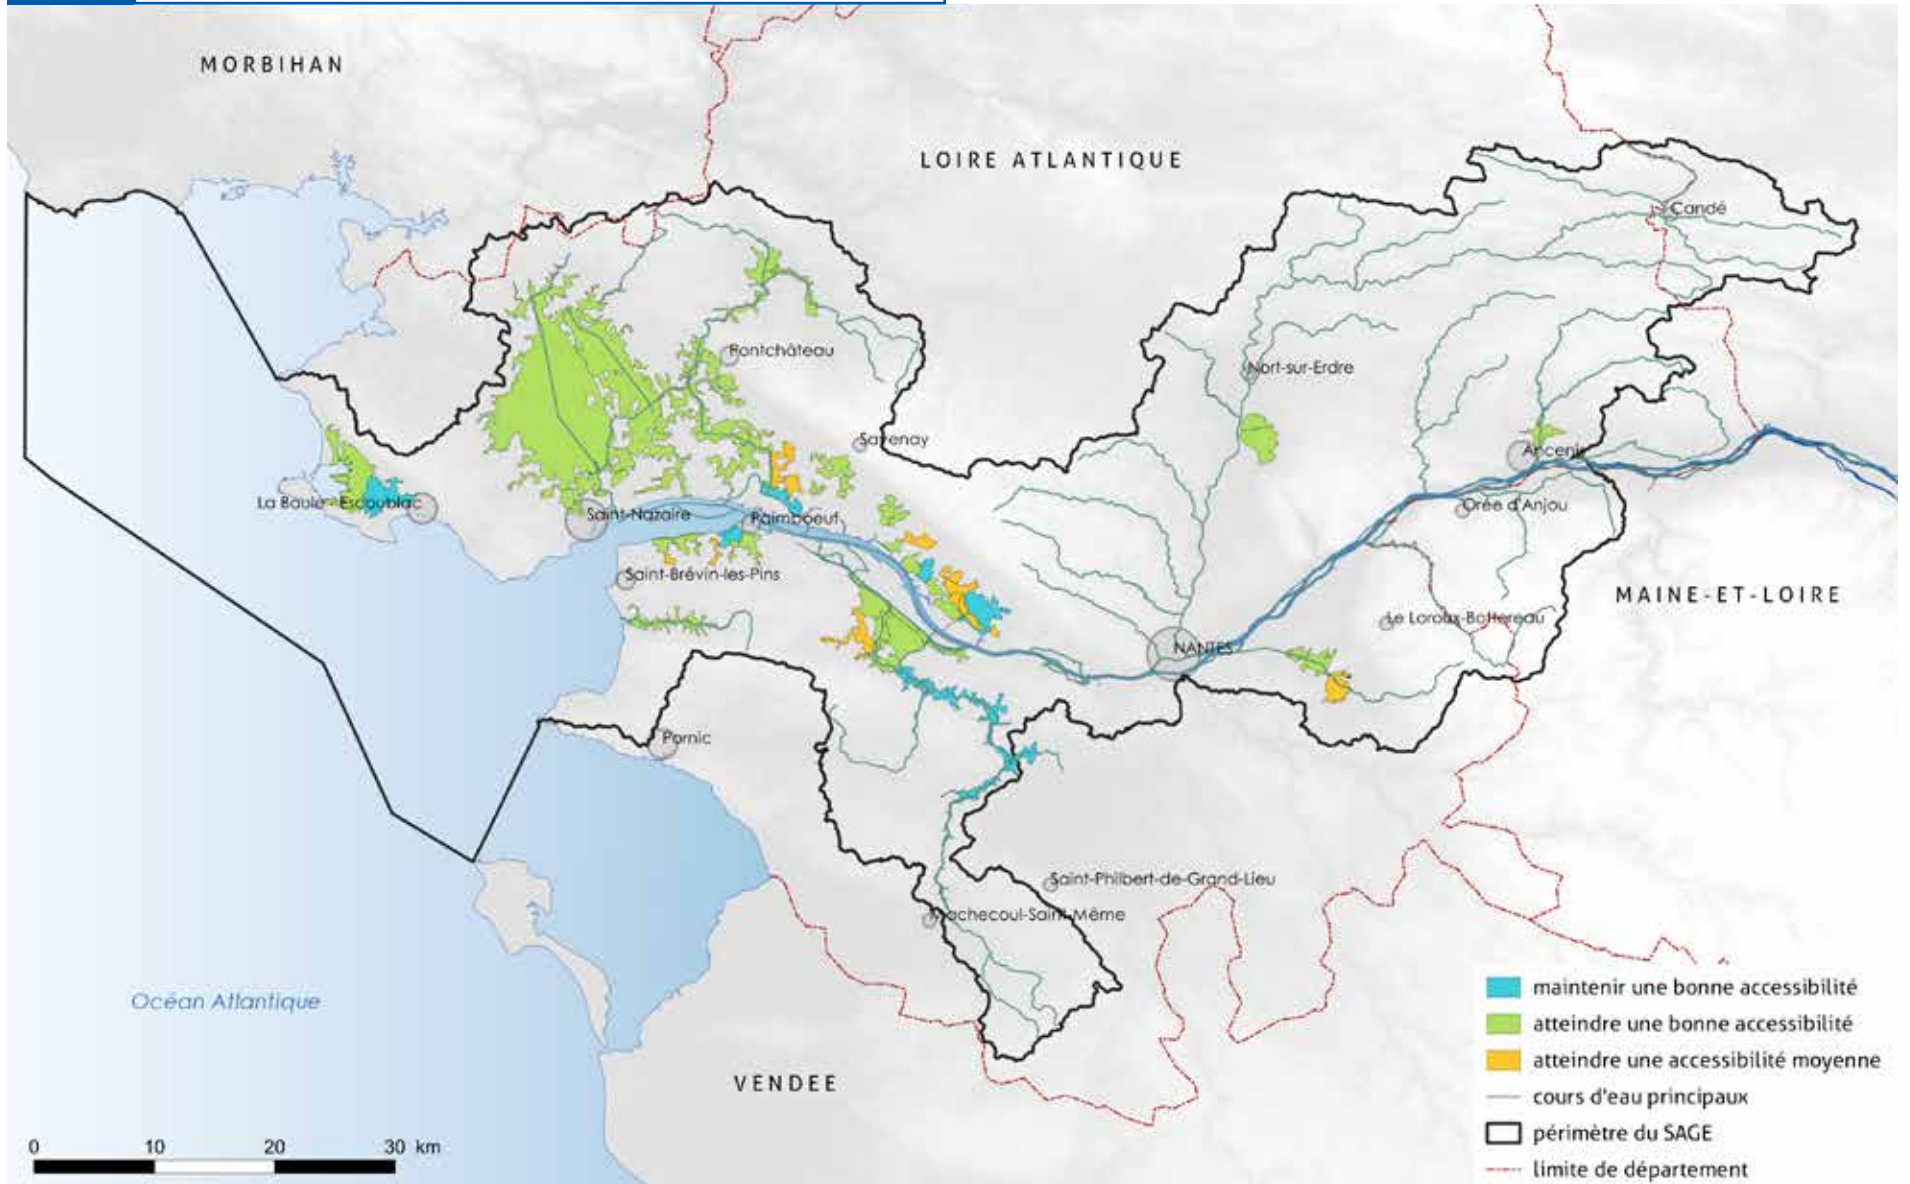 MORBIHAN
LOIRE ATLANTIQUE
Candé
Pontchâteau
Nort-sur-Erdre
Savenay
Ancenis
La Baule - Escoublac
Saint-Nazaire
Paimboeuf
Orée d'Anjou
Saint-Brévin-les-Pins
MAINE-ET-LOIRE
Le Loroux-Bottereau
NANTES
Pornic
Saint-Philbert-de-Grand-Lieu
Machecoul-Saint-Même
Océan Atlantique
VENDEE
maintenir une bonne accessibilité
atteindre une bonne accessibilité
atteindre une accessibilité moyenne
cours d'eau principaux
périmètre du SAGE
limite de département
0 10 20 30 km